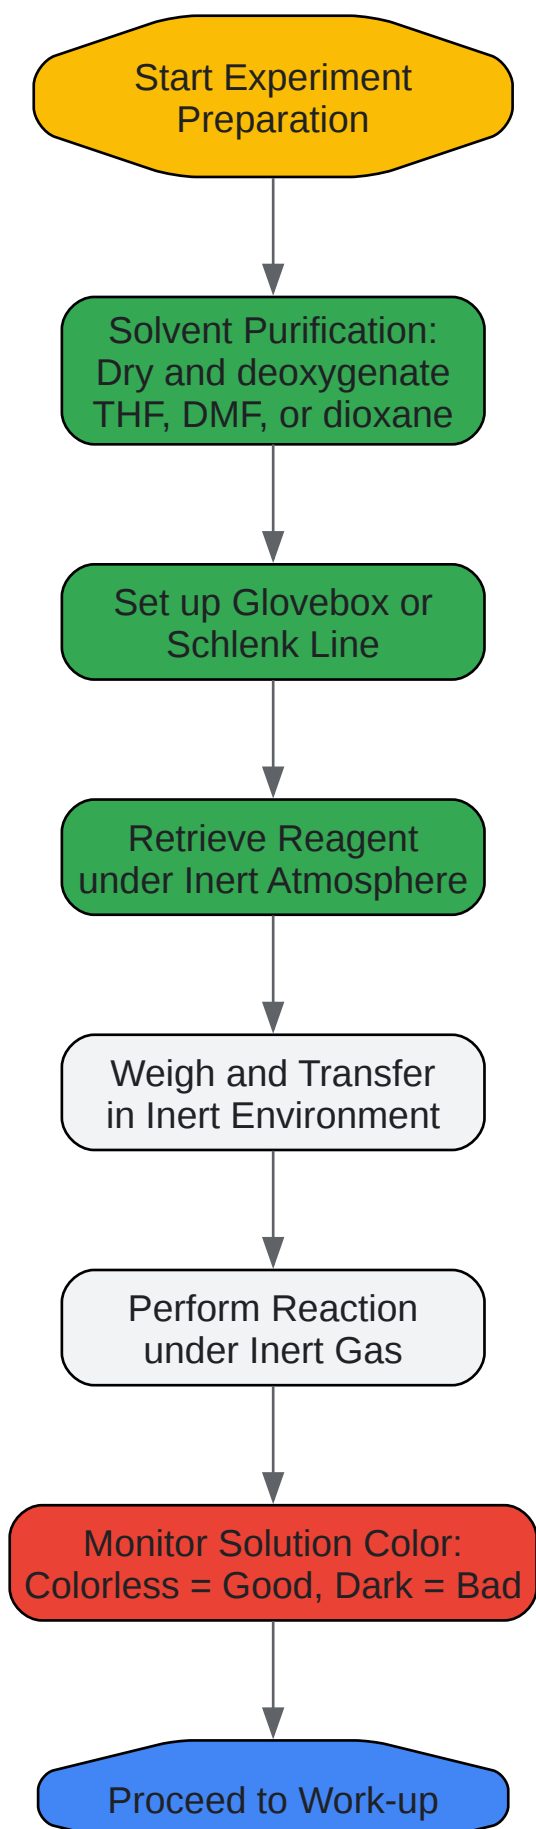 Start Experiment
Preparation
Solvent Purification:
Dry and deoxygenate
THF, DMF, or dioxane
Set up Glovebox or
Schlenk Line
Retrieve Reagent
under Inert Atmosphere
Weigh and Transfer
in Inert Environment
Perform Reaction
under Inert Gas
Monitor Solution Color:
Colorless = Good, Dark = Bad
Proceed to Work-up